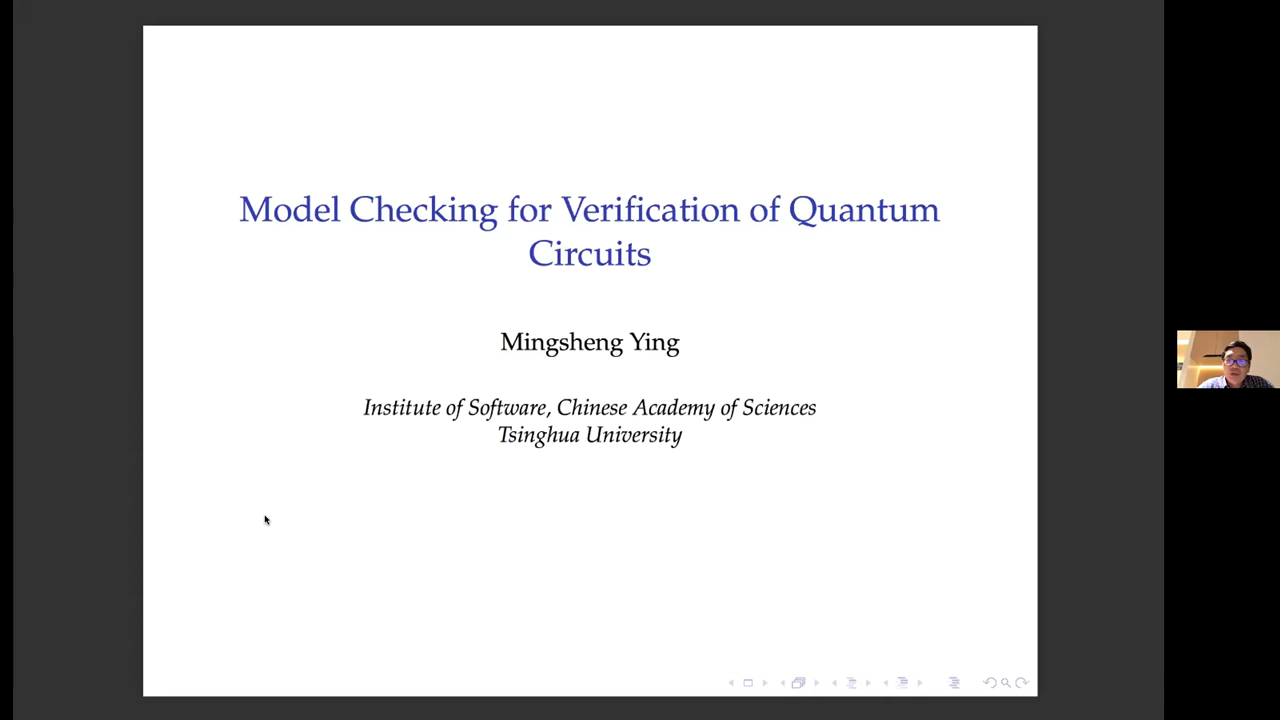 Model Checking for Verification of Quantum
Circuits
Mingsheng Ying
Institute of Software, Chinese Academy of Sciences
Tsinghua University